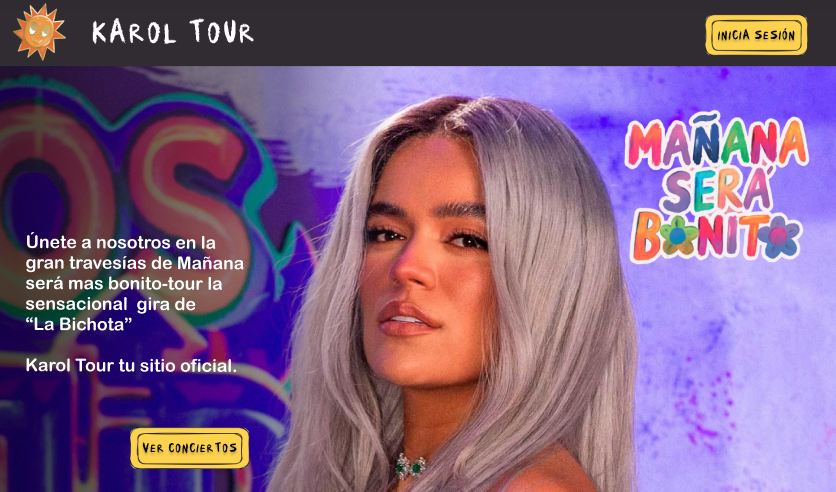 KAROL TOUR
INICIA SESIÓN
OS
MAÑANA
SERÁ
BONITO
Únete a nosotros en la
gran travesías de Mañana
será mas bonito-tour la
sensacional gira de
“La Bichota”
Karol Tour tu sitio oficial.
VER CONCIERTOS